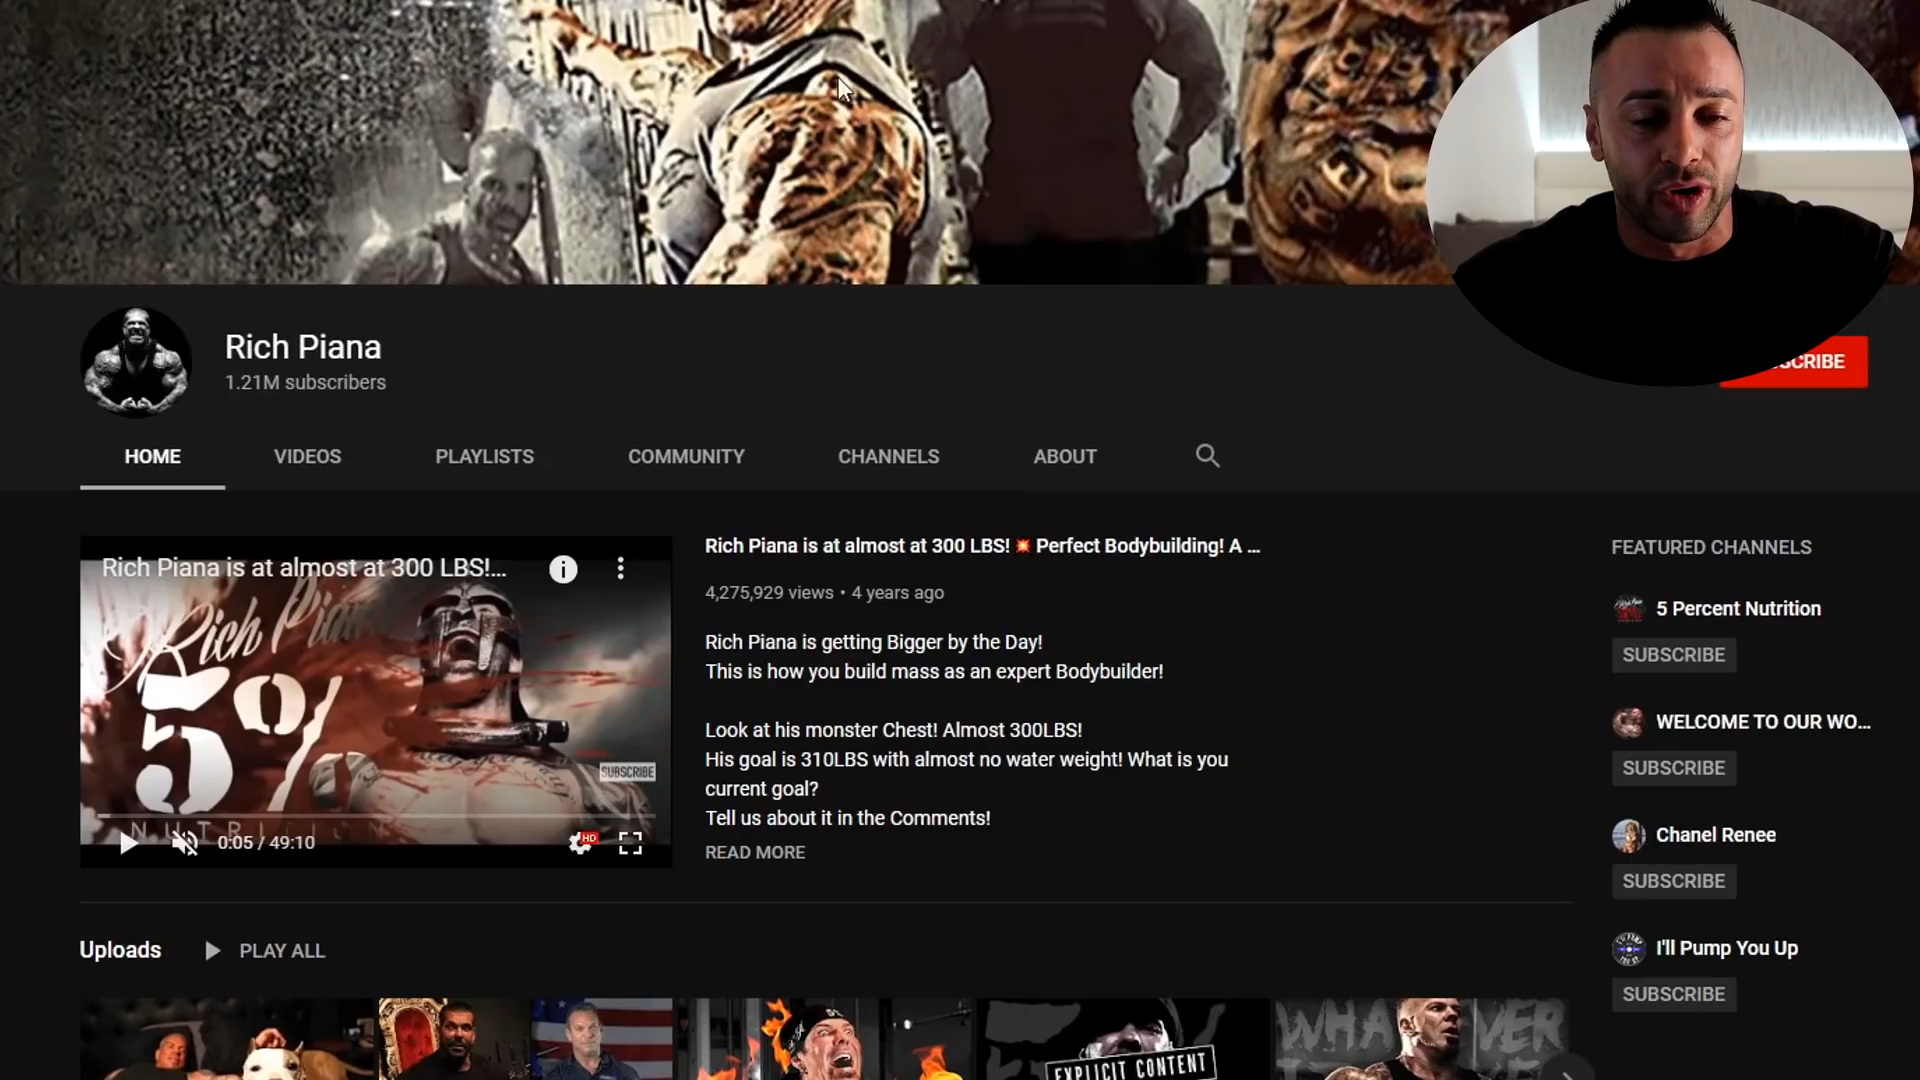 Rich Piana
1.21M subscribers
SCRIBE
HOME
VIDEOS
PLAYLISTS
COMMUNITY
CHANNELS
ABOUT
Rich Piana is at almost at 300 LBS!...
Rich Piana
5%
NUTRITION
SUBSCRIBE
0:05 / 49:10
HD
Rich Piana is at almost at 300 LBS! 💥 Perfect Bodybuilding! A ...
4,275,929 views • 4 years ago
Rich Piana is getting Bigger by the Day!
This is how you build mass as an expert Bodybuilder!
Look at his monster Chest! Almost 300LBS!
His goal is 310LBS with almost no water weight! What is you
current goal?
Tell us about it in the Comments!
READ MORE
FEATURED CHANNELS
5 Percent Nutrition
SUBSCRIBE
WELCOME TO OUR WO...
SUBSCRIBE
Chanel Renee
SUBSCRIBE
I'll Pump You Up
SUBSCRIBE
Uploads
PLAY ALL
EXPLICIT CONTENT